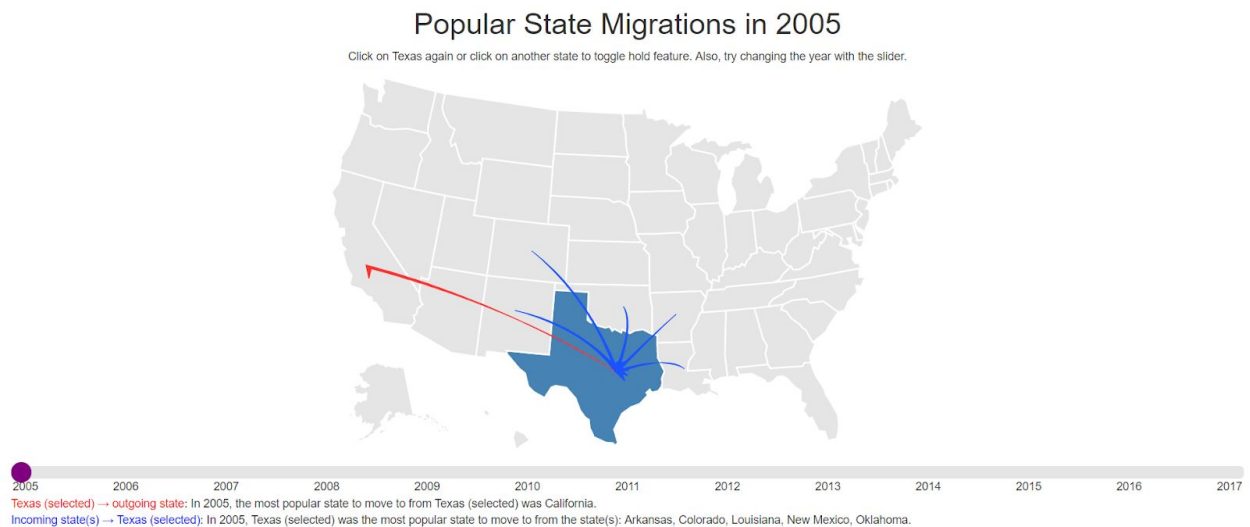 Popular State Migrations in 2005
Click on Texas again or click on another state to toggle hold feature. Also, try changing the year with the slider.
2005 2006 2007 2008 2009 2010 2011 2012 2013 2014 2015 2016 2017
Texas (selected) → outgoing state: In 2005, the most popular state to move to from Texas (selected) was California.
Incoming state(s) → Texas (selected): In 2005, Texas (selected) was the most popular state to move to from the state(s): Arkansas, Colorado, Louisiana, New Mexico, Oklahoma.